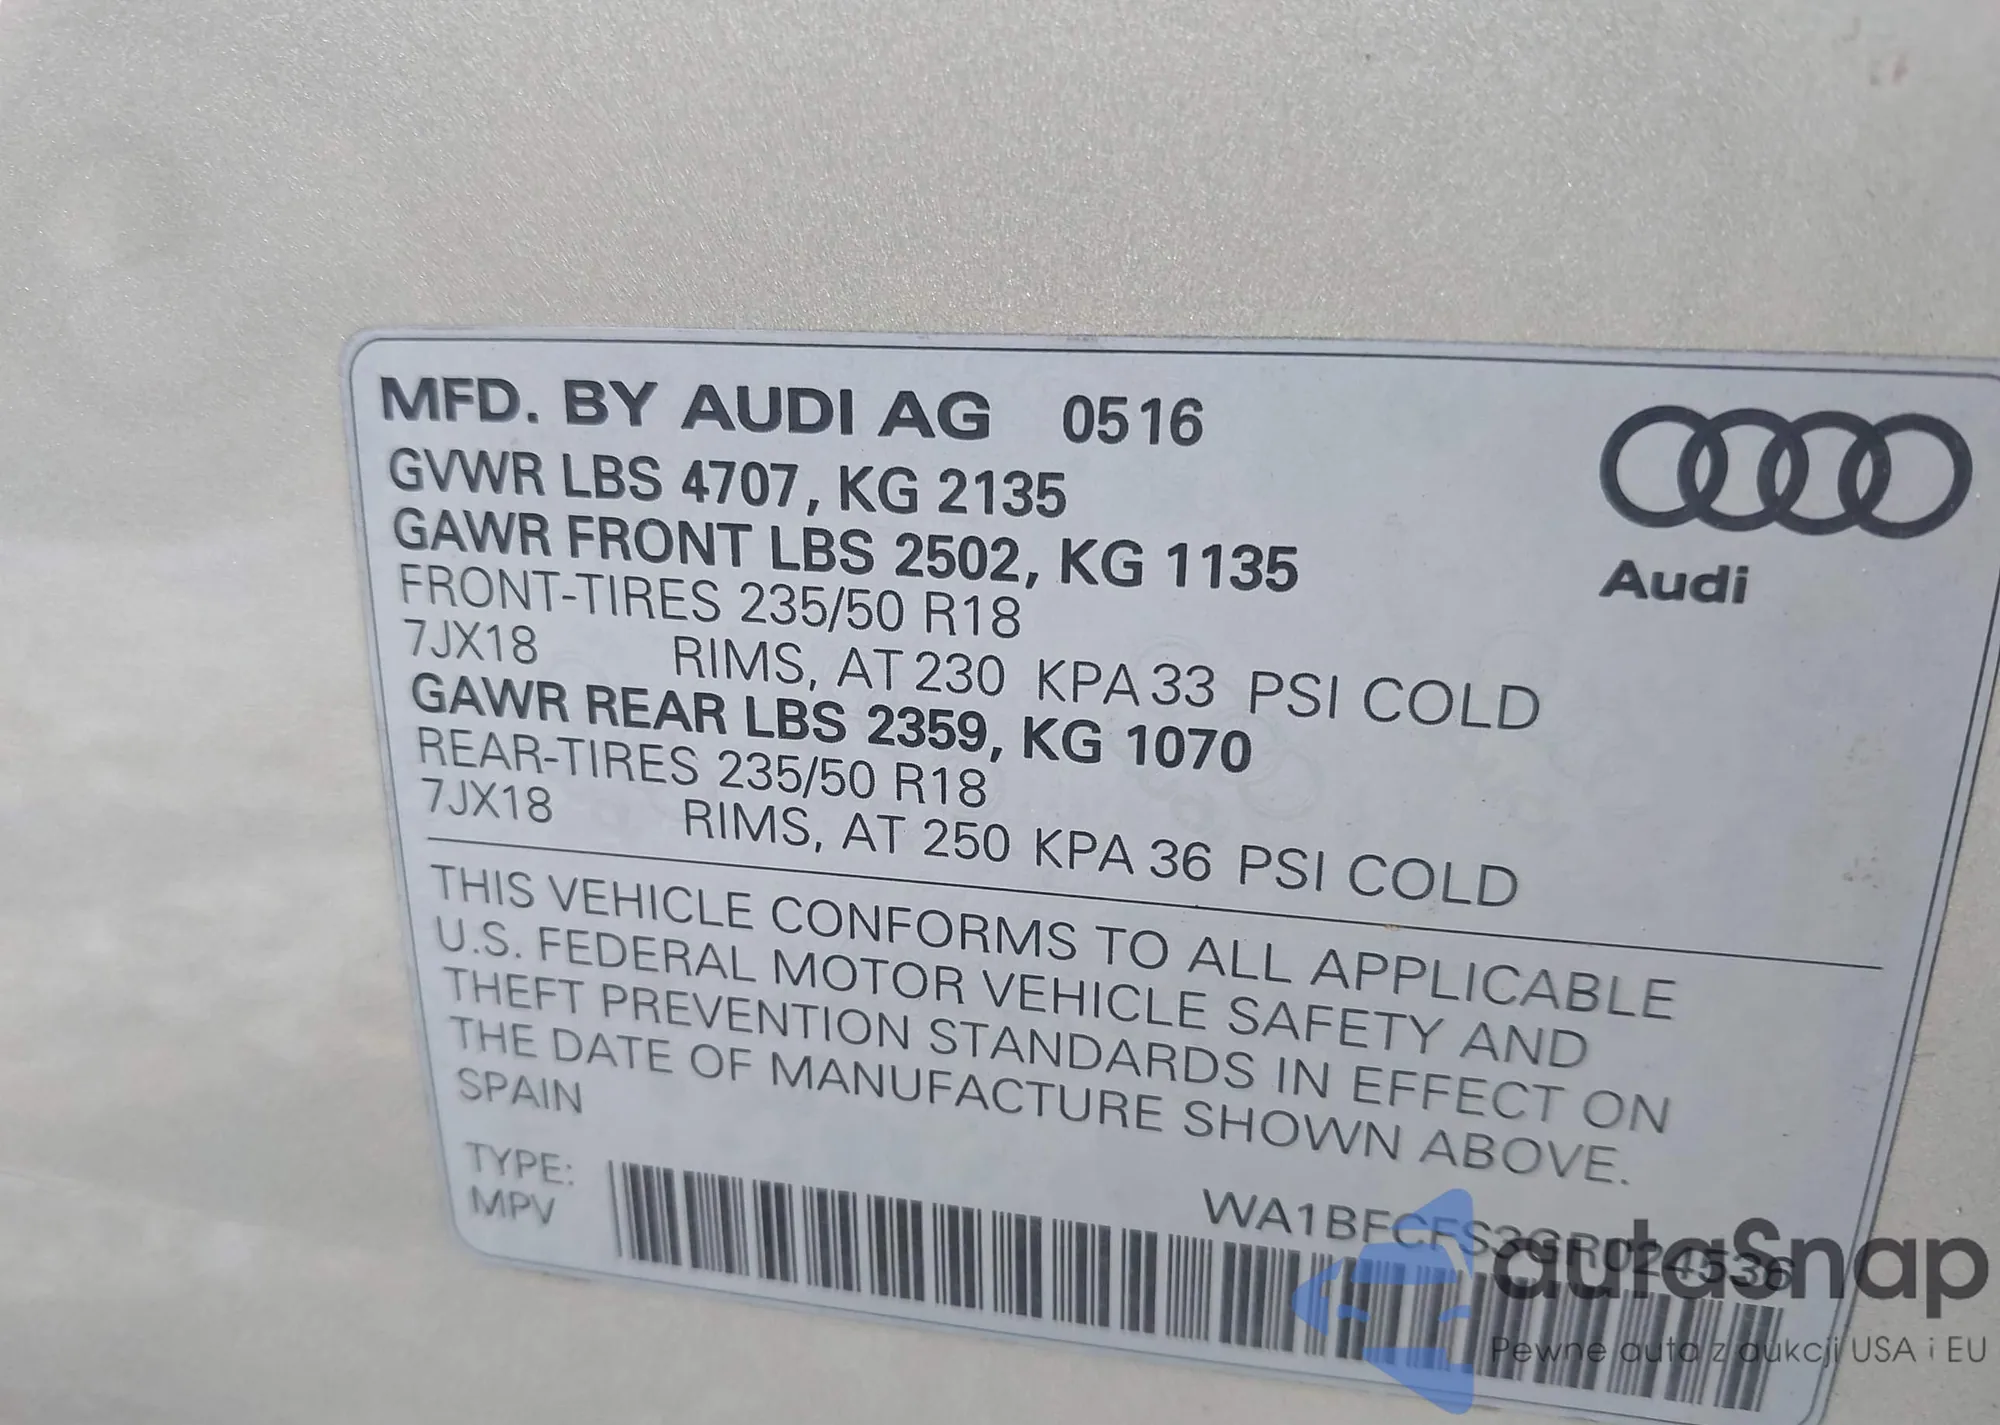 MFD. BY AUDI AG 0516
GVWR LBS 4707, KG 2135
GAWR FRONT LBS 2502, KG 1135
FRONT-TIRES 235/50 R18
7JX18 RIMS, AT 230 KPA 33 PSI COLD
GAWR REAR LBS 2359, KG 1070
REAR-TIRES 235/50 R18
7JX18 RIMS, AT 250 KPA 36 PSI COLD
Audi
THIS VEHICLE CONFORMS TO ALL APPLICABLE
U.S. FEDERAL MOTOR VEHICLE SAFETY AND
THEFT PREVENTION STANDARDS IN EFFECT ON
THE DATE OF MANUFACTURE SHOWN ABOVE.
SPAIN
TYPE:
MPV
WA1BFCFS3GR024536
autaSnap
Pewne auta z aukcji USA i EU